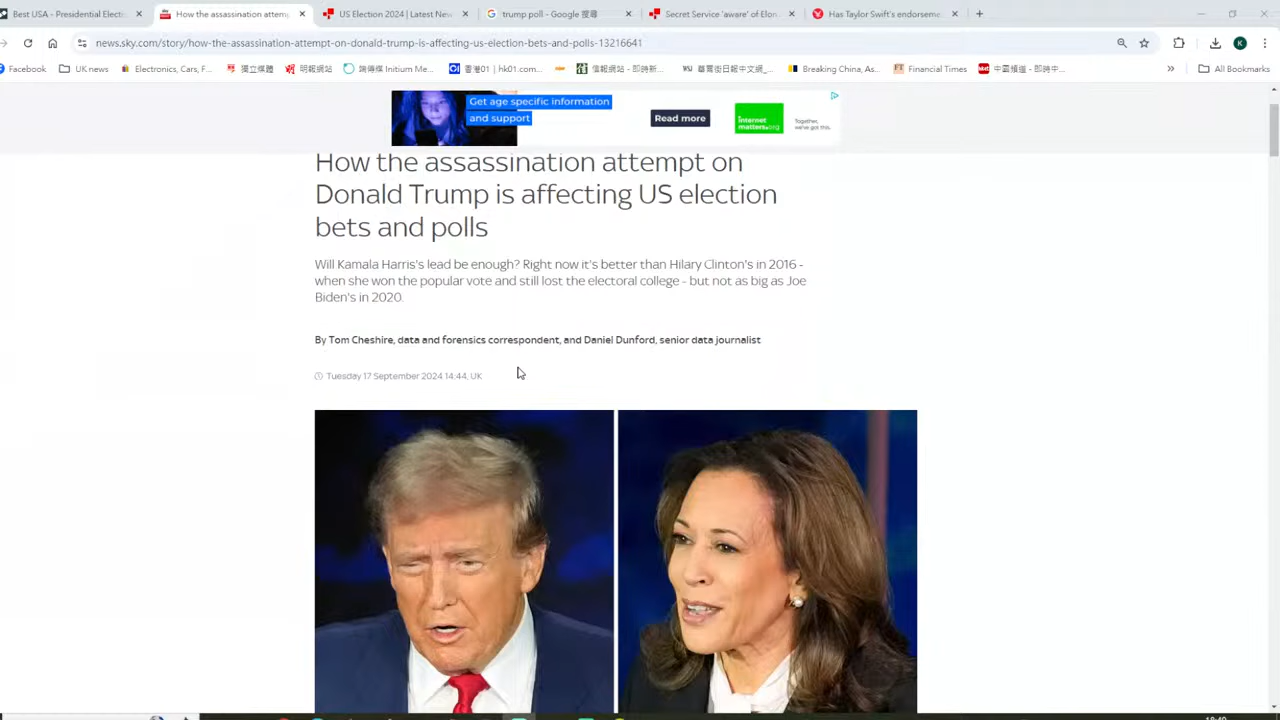 Best USA - Presidential Electi
How the assassination attemp
US Election 2024 | Latest New
trump poll - Google 搜尋
Secret Service 'aware' of Elon
Has Taylor Swift's endorseme
news.sky.com/story/how-the-assassination-attempt-on-donald-trump-is-affecting-us-election-bets-and-polls-13216641
K
Facebook
UK news
Electronics, Cars, F...
獨立媒體
明報網站
端傳媒 Initium Me...
香港01 | hk01.com...
信報網站 - 即時新...
華爾街日報中文網_...
Breaking China, As...
Financial Times
即時中...
All Bookmarks
Get age specific information
and support
Read more
internet
matters.org
Together,
we've got this.
How the assassination attempt on
Donald Trump is affecting US election
bets and polls
Will Kamala Harris's lead be enough? Right now it's better than Hilary Clinton's in 2016 -
when she won the popular vote and still lost the electoral college - but not as big as Joe
Biden's in 2020.
By Tom Cheshire, data and forensics correspondent, and Daniel Dunford, senior data journalist
Tuesday 17 September 2024 14:44, UK